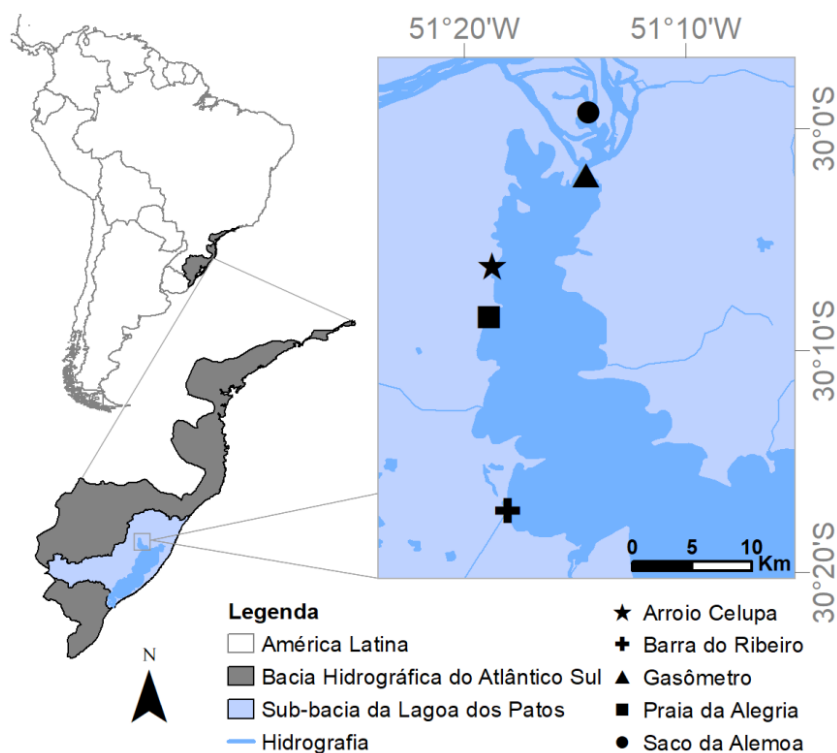 51°20'W
51°10'W
30°0'S
30°10'S
30°20'S
0
5
10
Km
N
Legenda
América Latina
Bacia Hidrográfica do Atlântico Sul
Sub-bacia da Lagoa dos Patos
Hidrografia
Arroio Celupa
Barra do Ribeiro
Gasômetro
Praia da Alegria
Saco da Alemoa